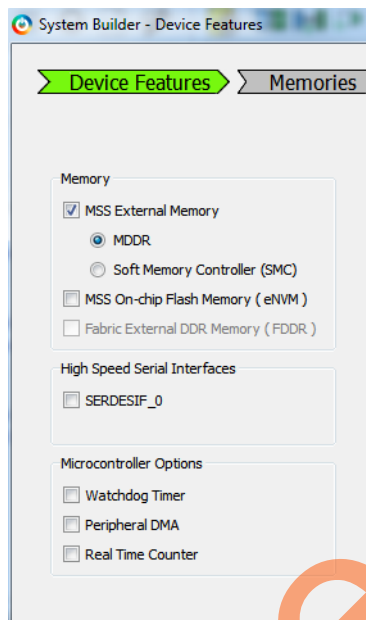 System Builder - Device Features
Device Features Memories
Memory
MSS External Memory
MDDR
Soft Memory Controller (SMC)
MSS On-chip Flash Memory ( eNVM )
Fabric External DDR Memory ( FDDR )
High Speed Serial Interfaces
SERDESIF_0
Microcontroller Options
Watchdog Timer
Peripheral DMA
Real Time Counter